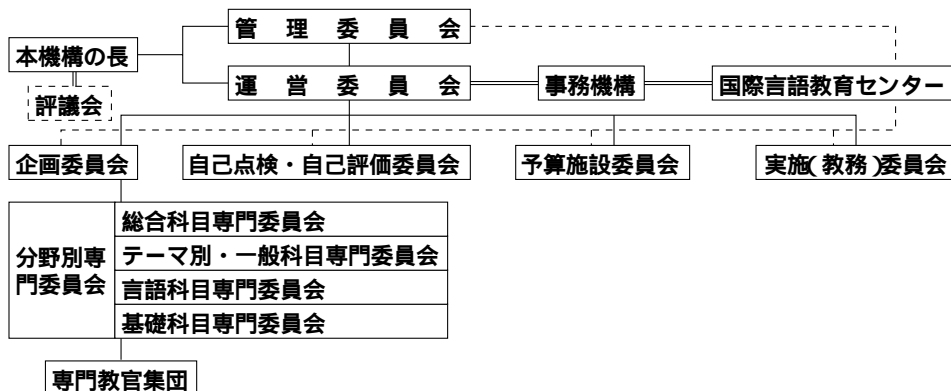 管理委員会
本機構の長
運営委員会 事務機構 国際言語教育センター
評議会
企画委員会 自己点検・自己評価委員会 予算施設委員会 実施(教務)委員会
総合科目専門委員会
分野別専
門委員会
テーマ別・一般科目専門委員会
言語科目専門委員会
基礎科目専門委員会
専門教官集団